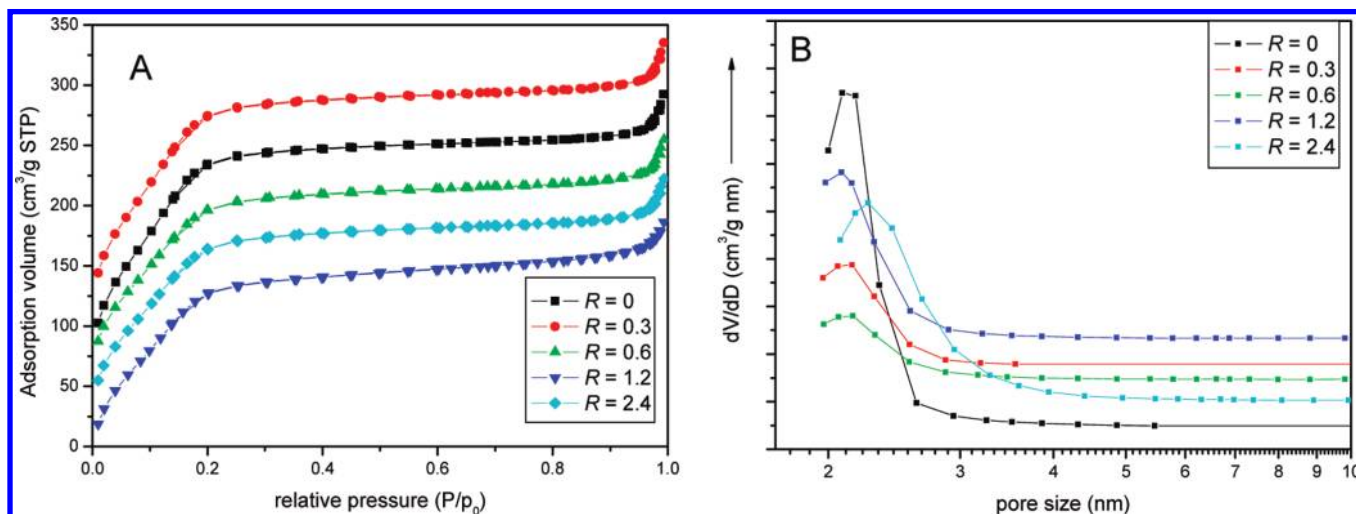 A
Adsorption volume (cm³/g STP)
350
300
250
200
150
100
50
0
0.0 0.2 0.4 0.6 0.8 1.0
relative pressure (P/p₀)
R = 0
R = 0.3
R = 0.6
R = 1.2
R = 2.4
B
dV/dD (cm³/g nm)
R = 0
R = 0.3
R = 0.6
R = 1.2
R = 2.4
2 3 4 5 6 7 8 9 10
pore size (nm)